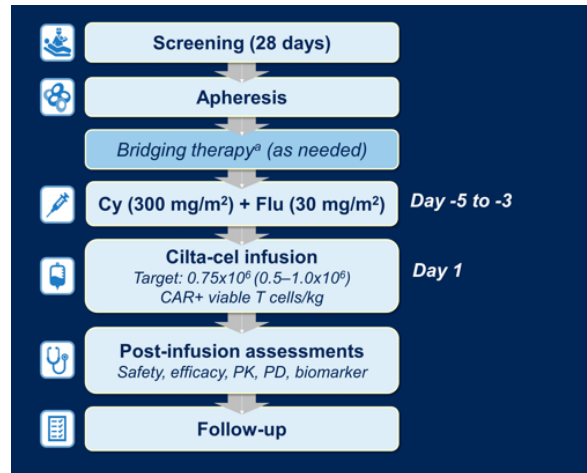 Screening (28 days)
Apheresis
Bridging therapyᵃ (as needed)
Cy (300 mg/m²) + Flu (30 mg/m²)
Day -5 to -3
Cilta-cel infusion
Target: 0.75x10⁶ (0.5–1.0x10⁶)
CAR+ viable T cells/kg
Day 1
Post-infusion assessments
Safety, efficacy, PK, PD, biomarker
Follow-up